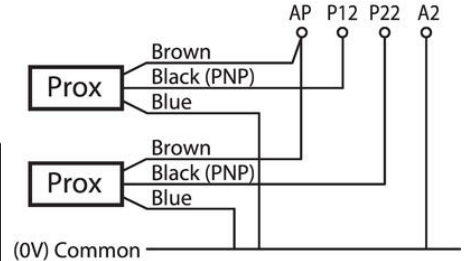 AP P12 P22 A2
Brown
Black (PNP)
Prox
Blue
Brown
Black (PNP)
Prox
Blue
(0V) Common